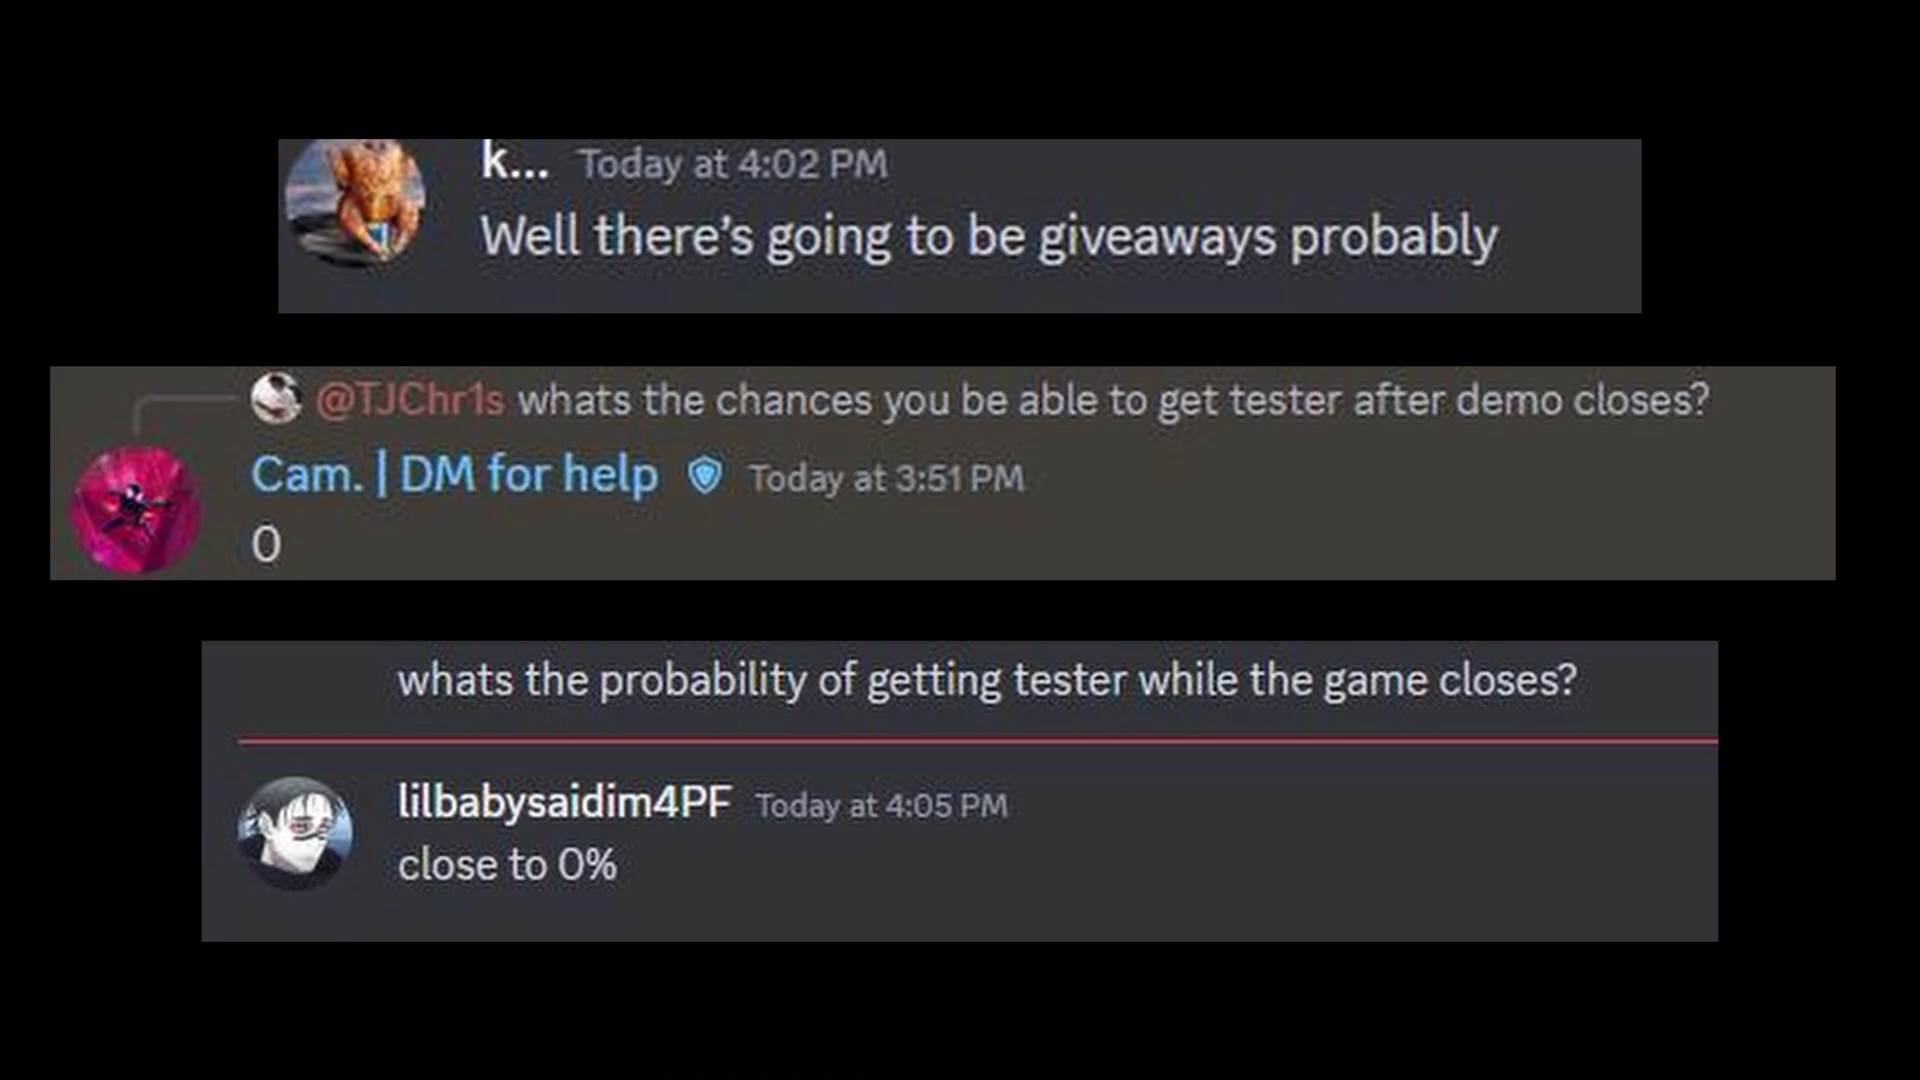 k... Today at 4:02 PM
Well there's going to be giveaways probably
@TJChr1s whats the chances you be able to get tester after demo closes?
Cam. | DM for help Today at 3:51 PM
0
whats the probability of getting tester while the game closes?
lilbabysaidim4PF Today at 4:05 PM
close to 0%